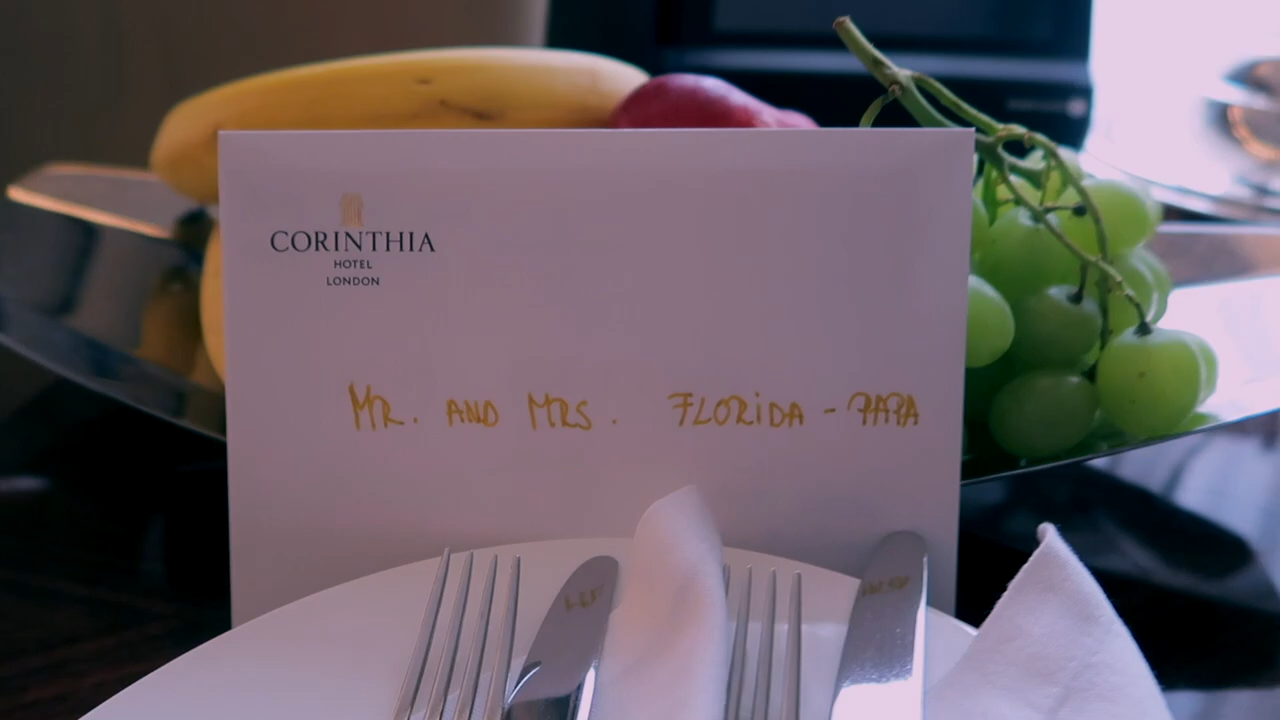 CORINTHIA
HOTEL
LONDON
MR. AND MRS. FLORIDA - PAPA